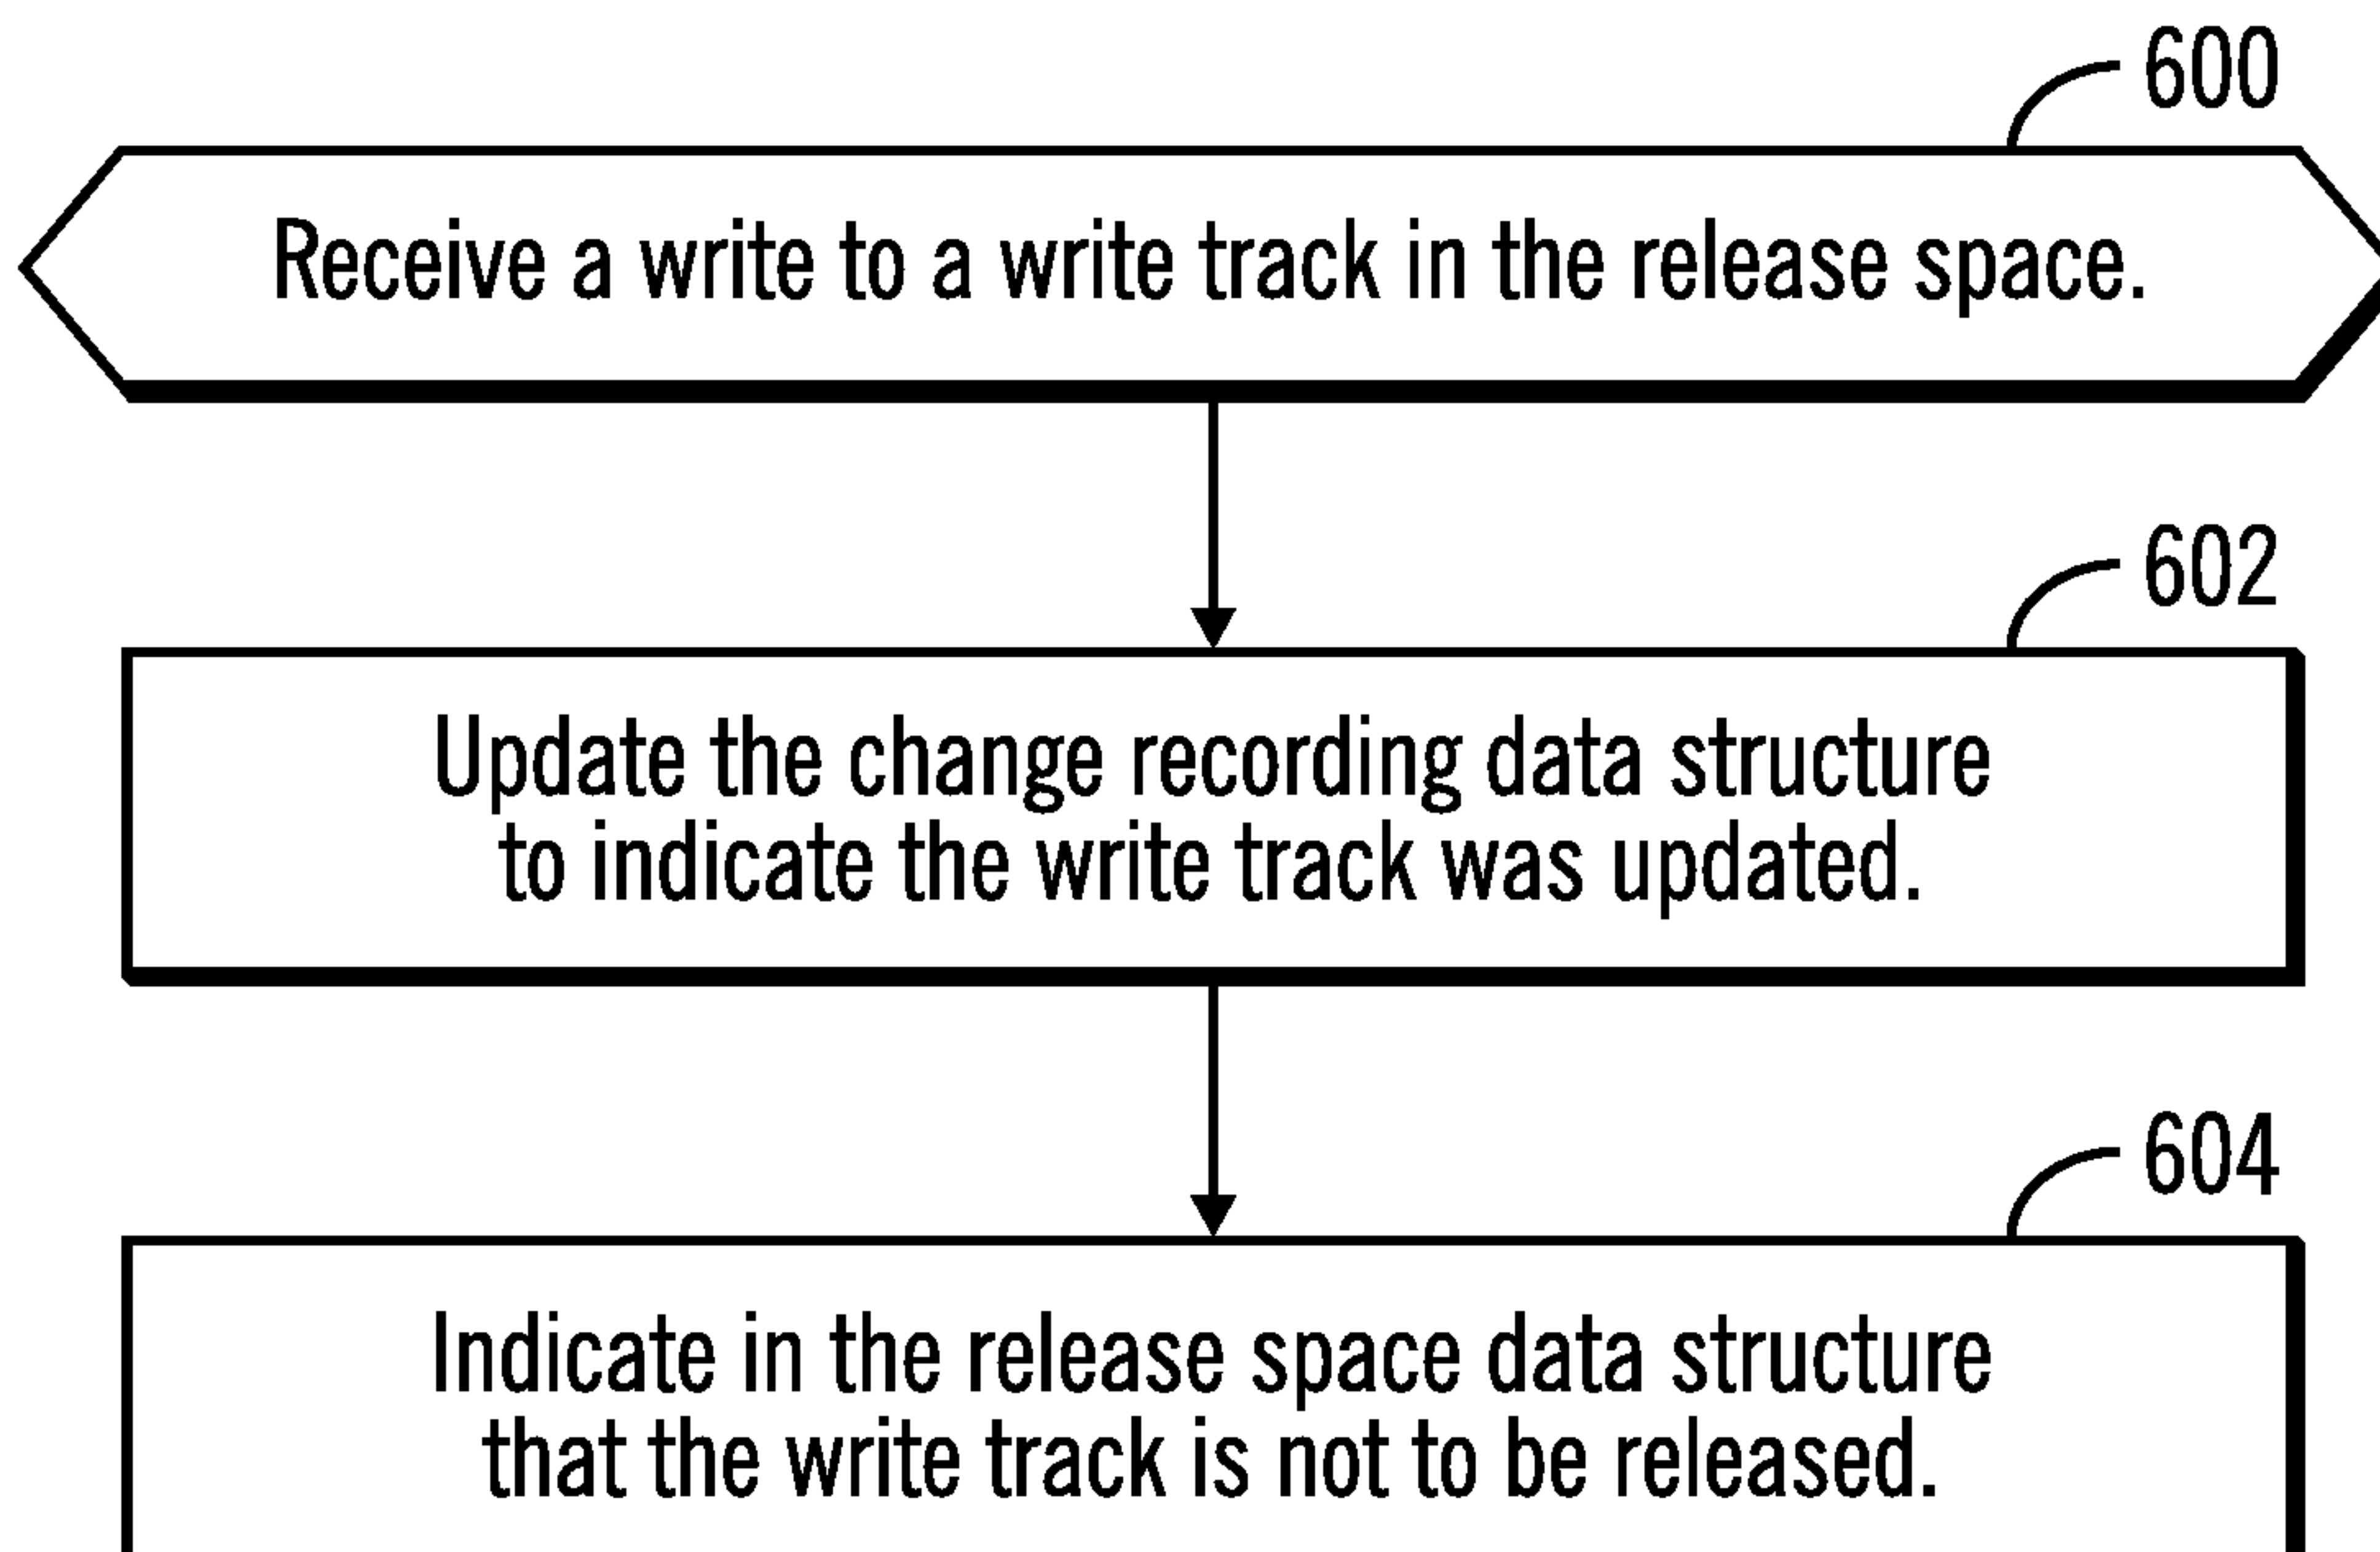 600
Receive a write to a write track in the release space.
602
Update the change recording data structure
to indicate the write track was updated.
604
Indicate in the release space data structure
that the write track is not to be released.